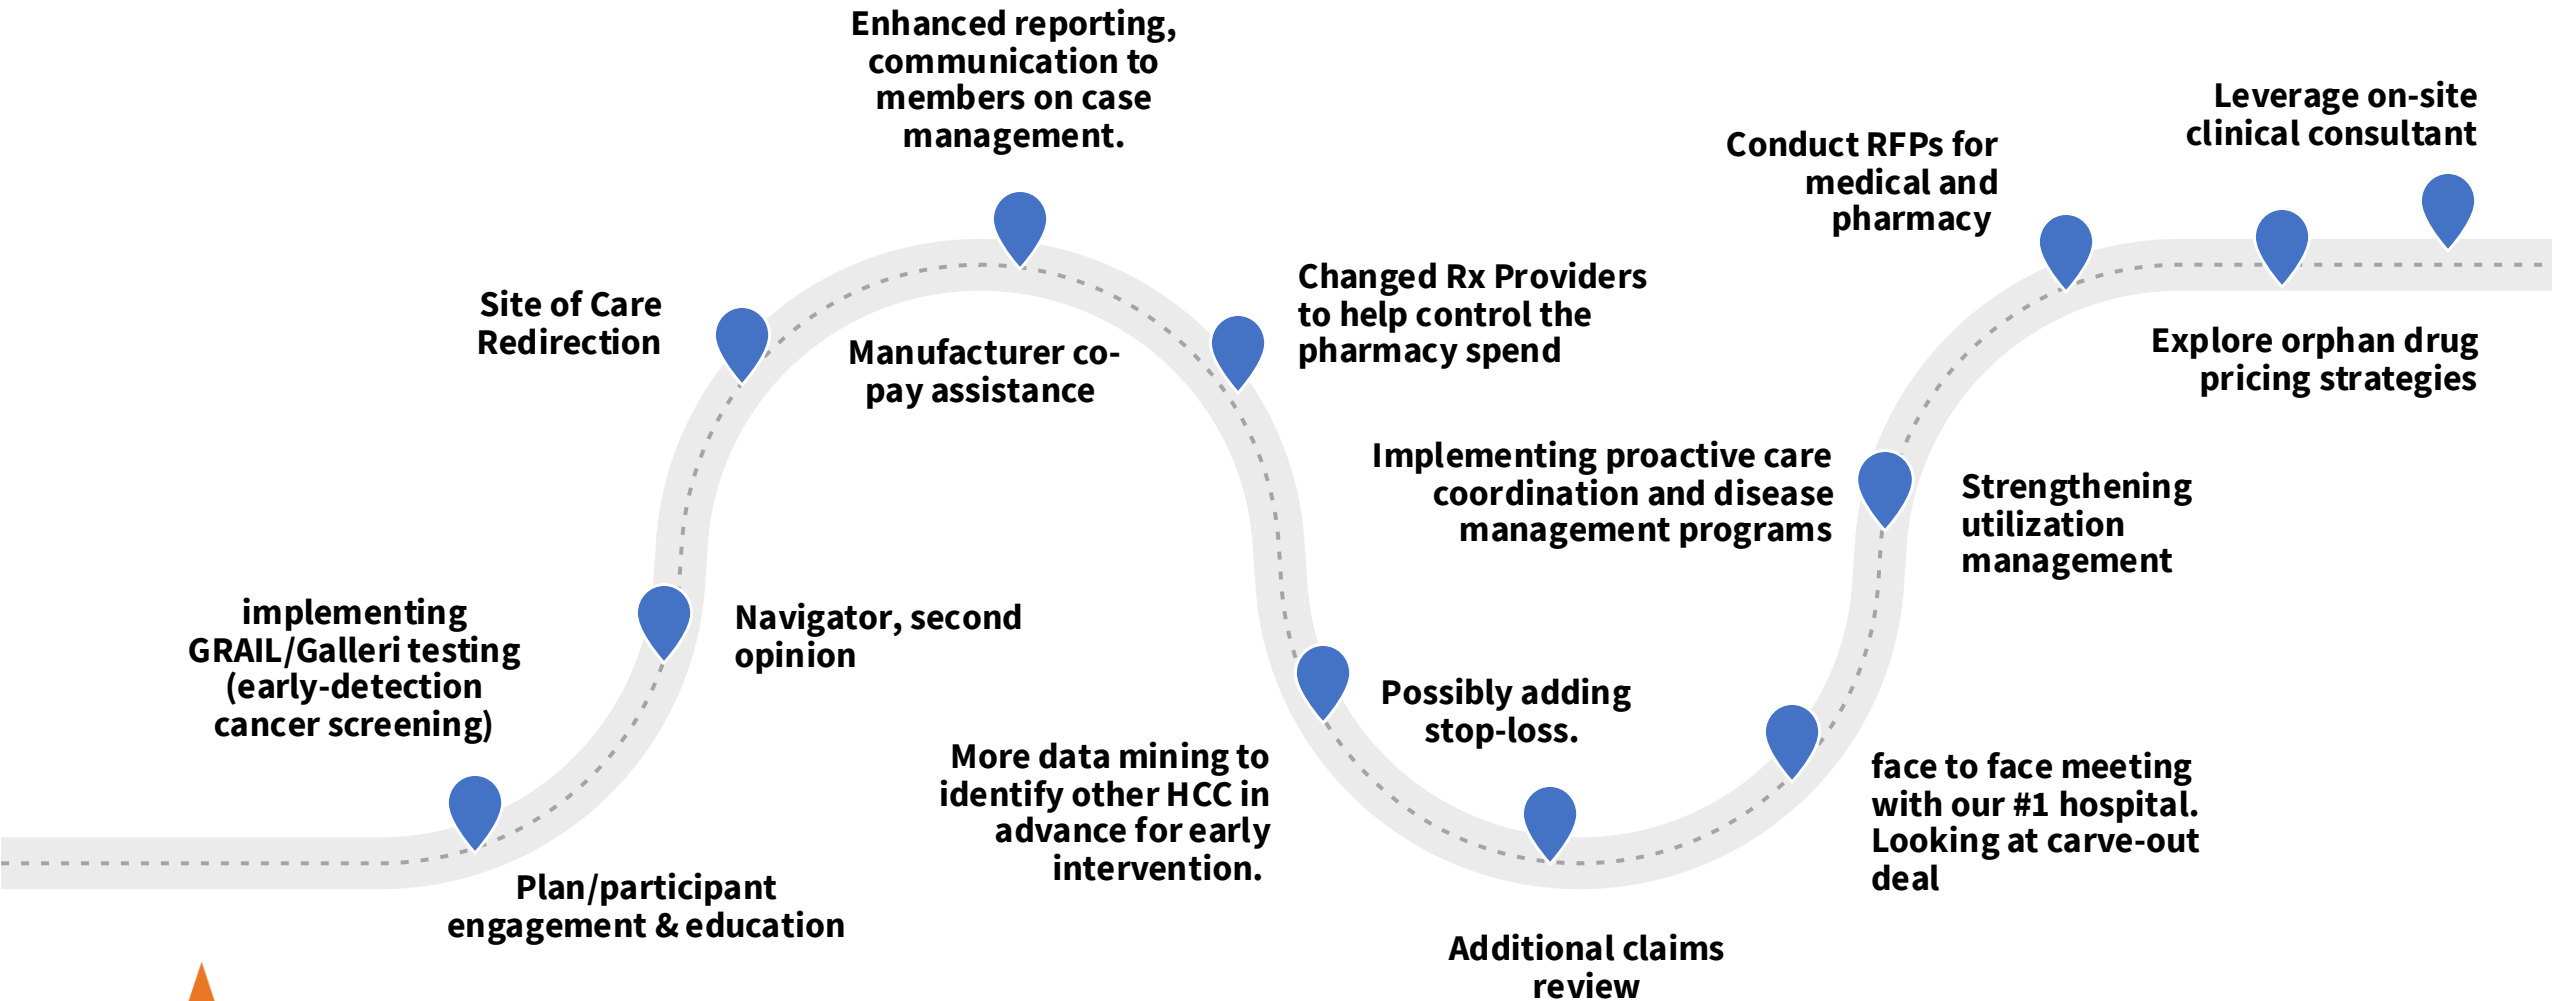 Enhanced reporting,
communication to
members on case
management.
Leverage on-site
clinical consultant
Conduct RFPs for
medical and
pharmacy
Site of Care
Redirection
Manufacturer co-
pay assistance
Changed Rx Providers
to help control the
pharmacy spend
Explore orphan drug
pricing strategies
Implementing proactive care
coordination and disease
management programs
Strengthening
utilization
management
implementing
GRAIL/Galleri testing
(early-detection
cancer screening)
Navigator, second
opinion
Possibly adding
stop-loss.
More data mining to
identify other HCC in
advance for early
intervention.
face to face meeting
with our #1 hospital.
Looking at carve-out
deal
Plan/participant
engagement & education
Additional claims
review